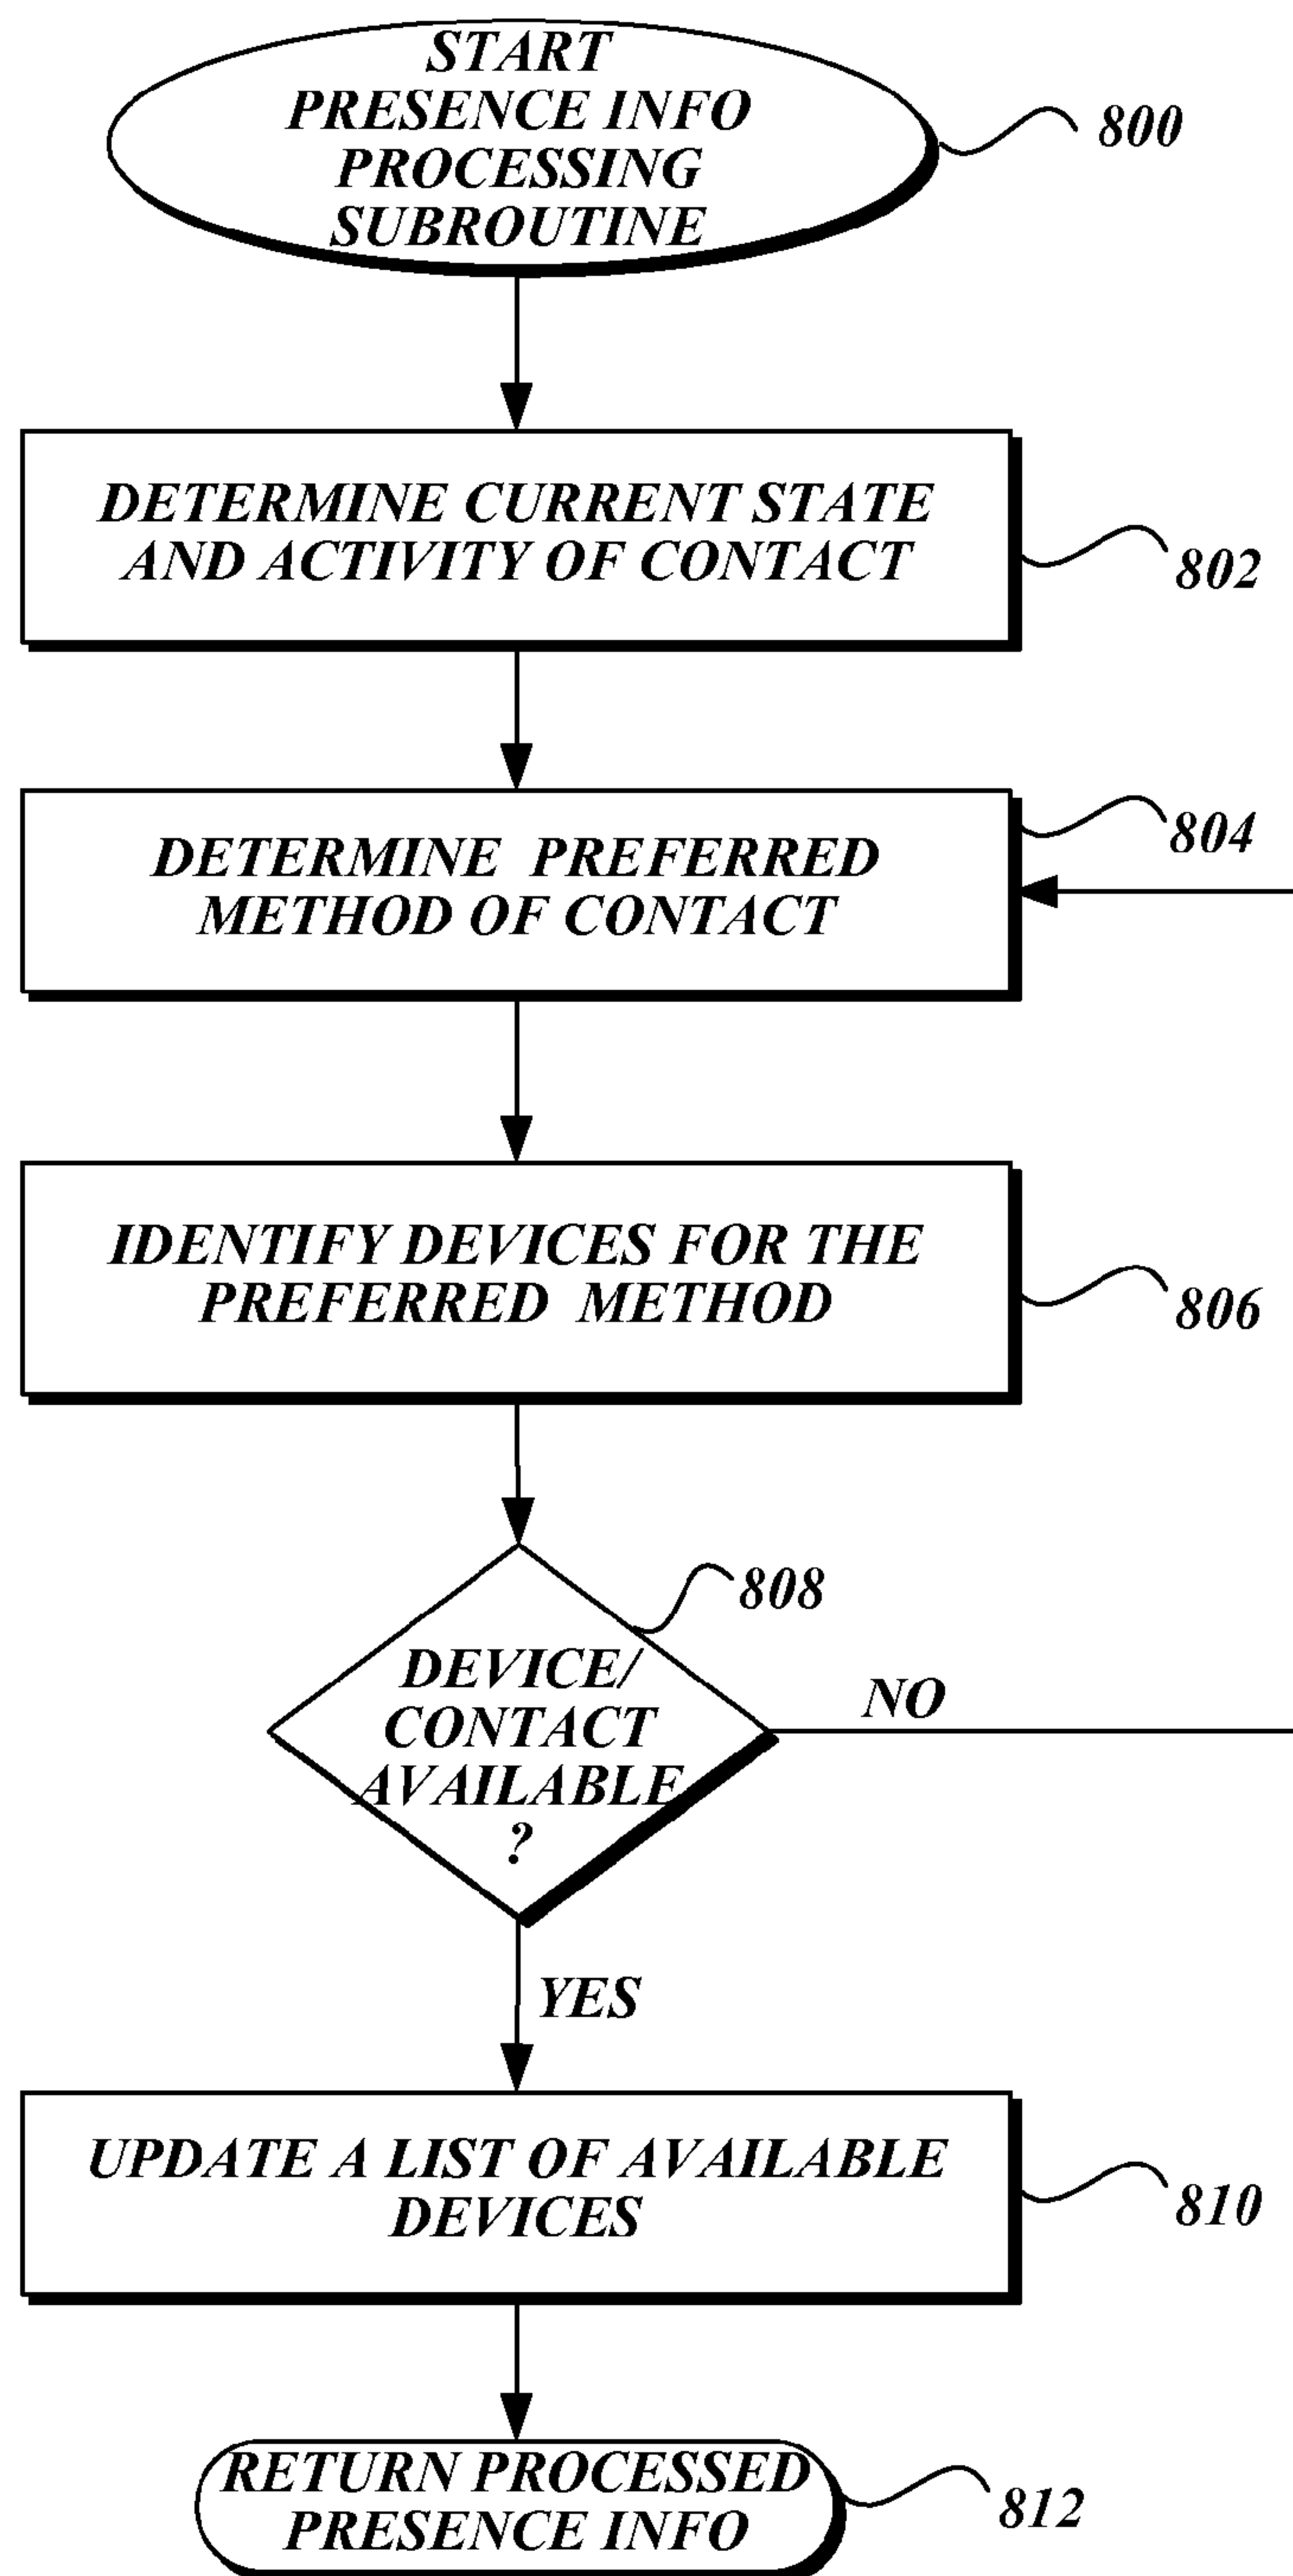 START
PRESENCE INFO
PROCESSING
SUBROUTINE
800
DETERMINE CURRENT STATE
AND ACTIVITY OF CONTACT
802
DETERMINE PREFERRED
METHOD OF CONTACT
804
IDENTIFY DEVICES FOR THE
PREFERRED METHOD
806
808
DEVICE/
CONTACT
AVAILABLE
?
NO
YES
UPDATE A LIST OF AVAILABLE
DEVICES
810
RETURN PROCESSED
PRESENCE INFO
812